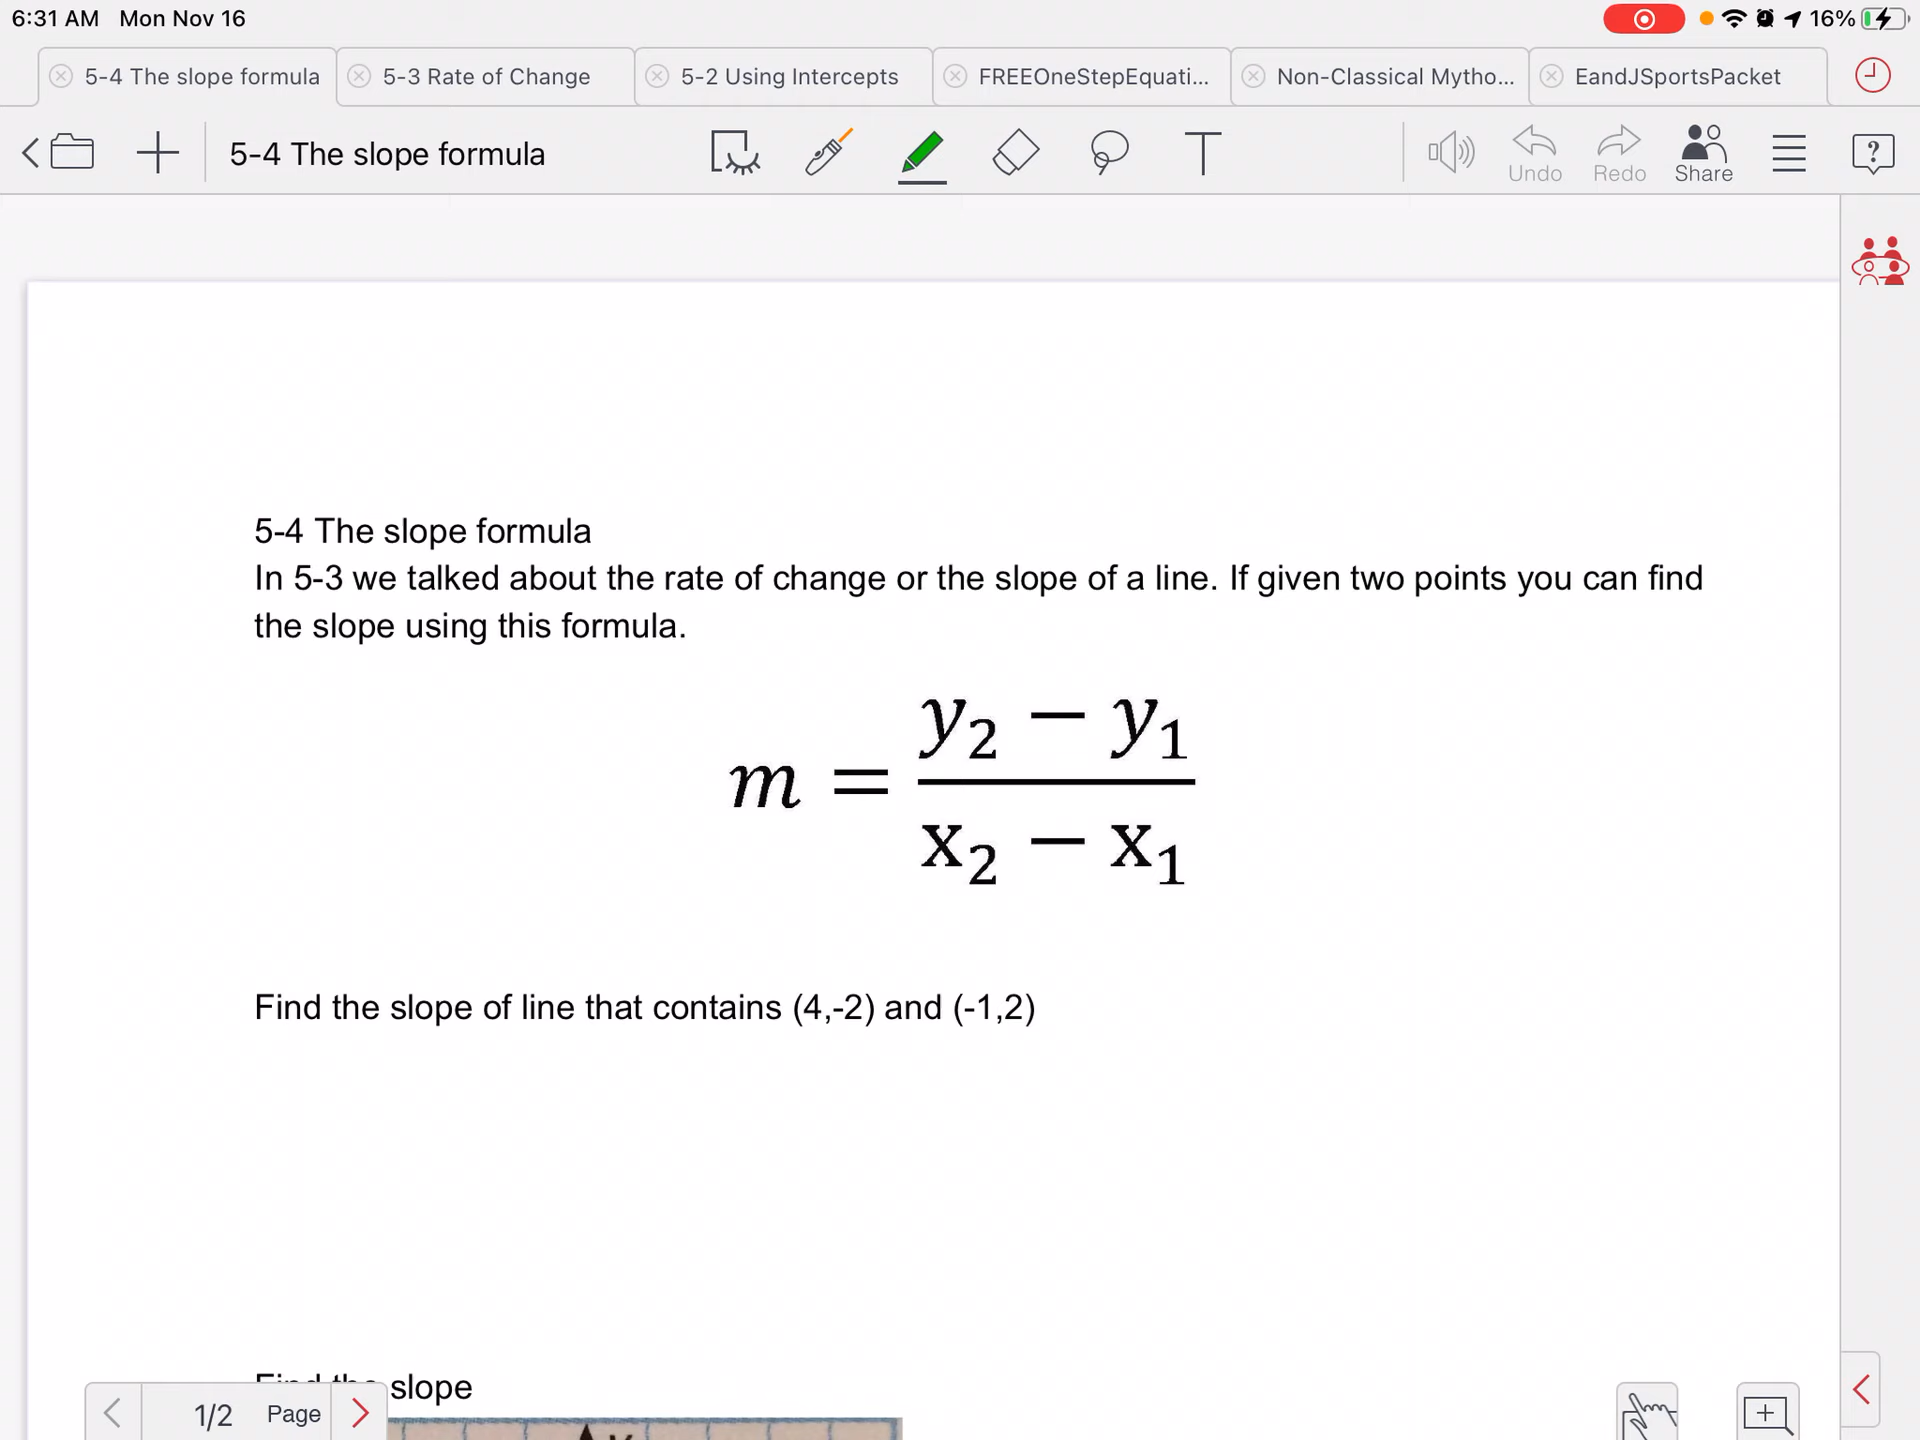 6:31 AM Mon Nov 16
16%
5-4 The slope formula
5-3 Rate of Change
5-2 Using Intercepts
FREEOneStepEquati...
Non-Classical Mytho...
EandJSportsPacket
5-4 The slope formula
T
Undo
Redo
Share
?
5-4 The slope formula
In 5-3 we talked about the rate of change or the slope of a line. If given two points you can find
the slope using this formula.
m = (y₂ − y₁) / (x₂ − x₁)
Find the slope of line that contains (4,-2) and (-1,2)
Find the slope
1/2 Page